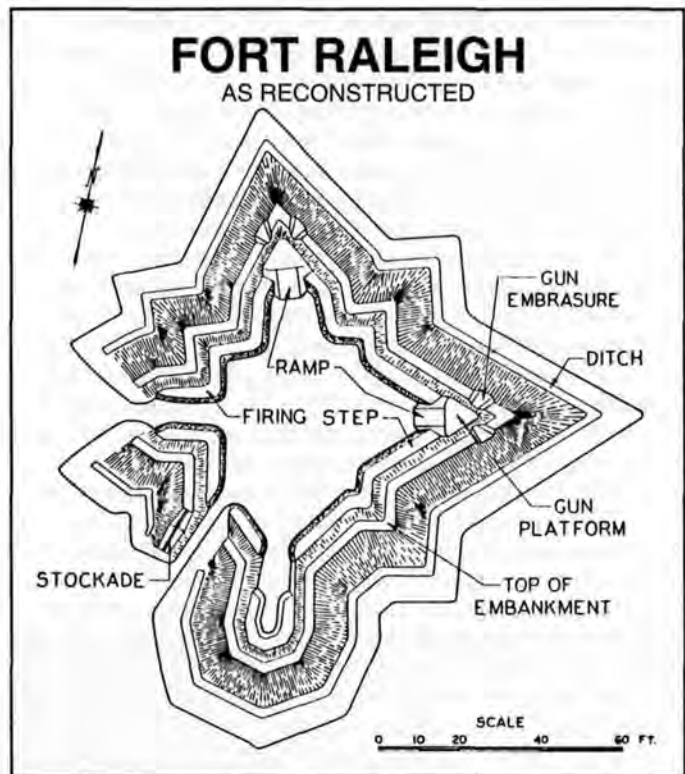 FORT RALEIGH
AS RECONSTRUCTED
N
GUN
EMBRASURE
DITCH
RAMP
FIRING STEP
GUN
PLATFORM
STOCKADE
TOP OF
EMBANKMENT
SCALE
0 10 20 40 60 FT.